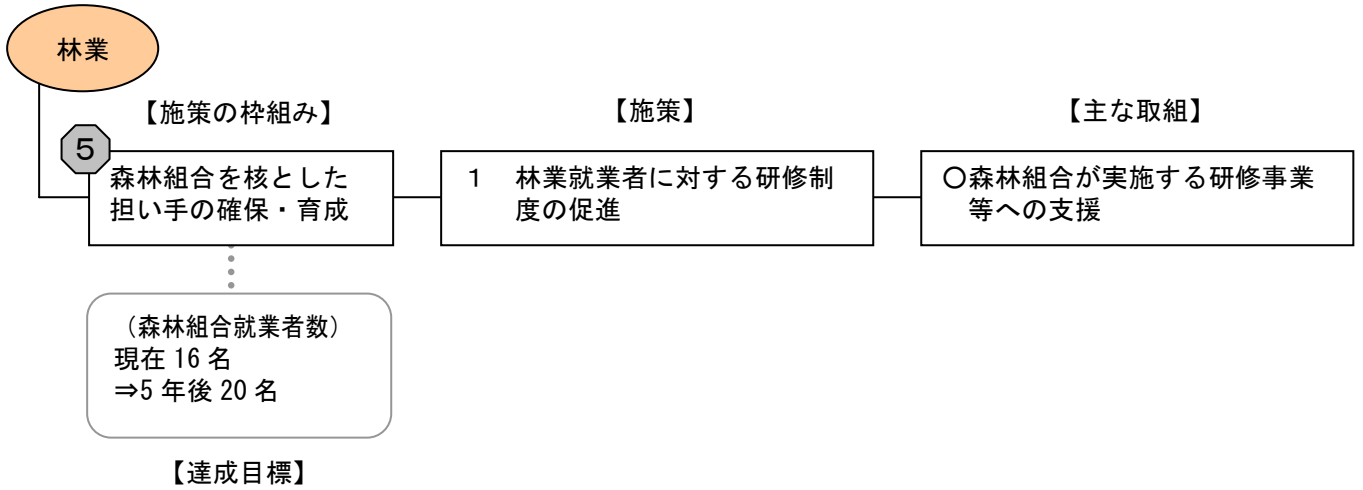 林業
【施策の枠組み】
【施策】
【主な取組】
5
森林組合を核とした
担い手の確保・育成
1　林業就業者に対する研修制
度の促進
〇森林組合が実施する研修事業
等への支援
（森林組合就業者数）
現在 16 名
⇒5 年後 20 名
【達成目標】